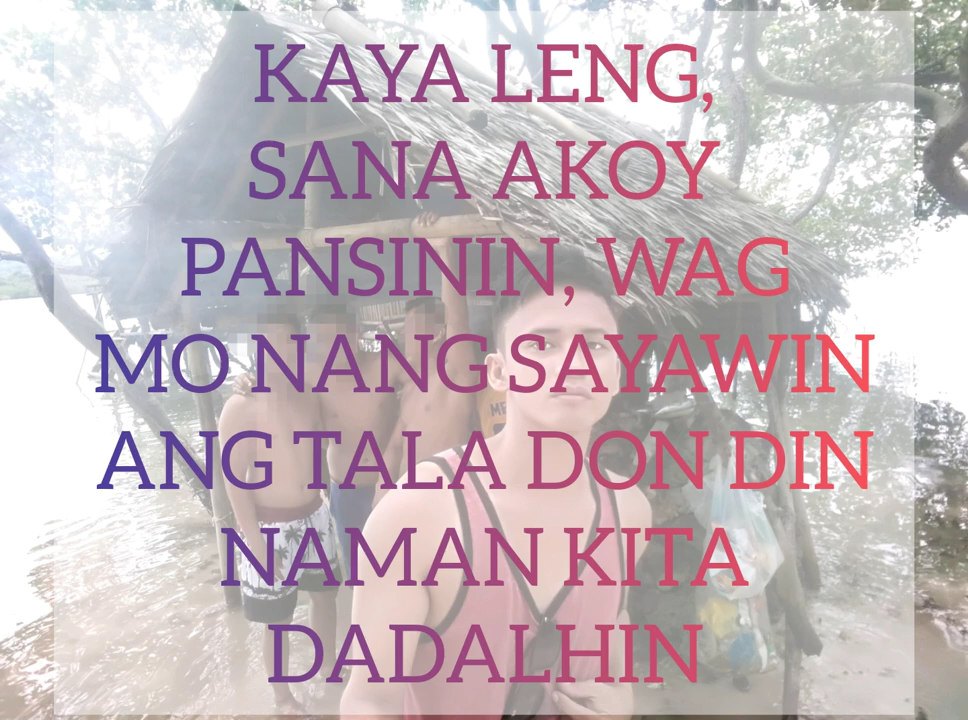 KAYA LENG,
SANA AKOY
PANSININ, WAG
MO NANG SAYAWIN
ANG TALA DON DIN
NAMAN KITA
DADALHIN